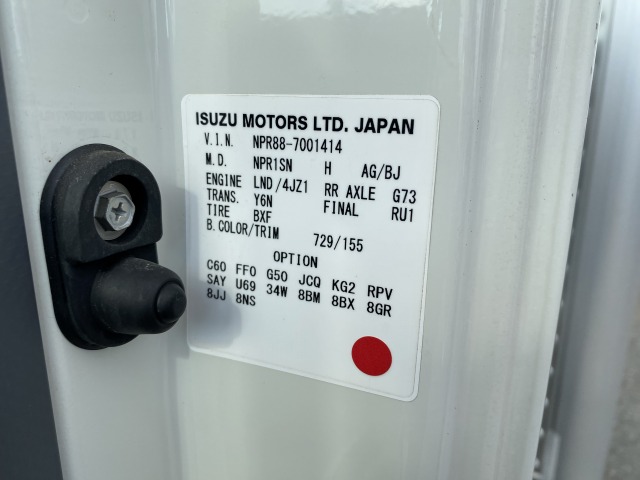 ISUZU MOTORS LTD. JAPAN
V.I.N. NPR88-7001414
M.D. NPR1SN H AG/BJ
ENGINE LND/4JZ1 RR AXLE G73
TRANS. Y6N FINAL RU1
TIRE BXF
B.COLOR/TRIM 729/155
OPTION
C60 FF0 G50 JCQ KG2 RPV
SAY U69 34W 8BM 8BX 8GR
8JJ 8NS